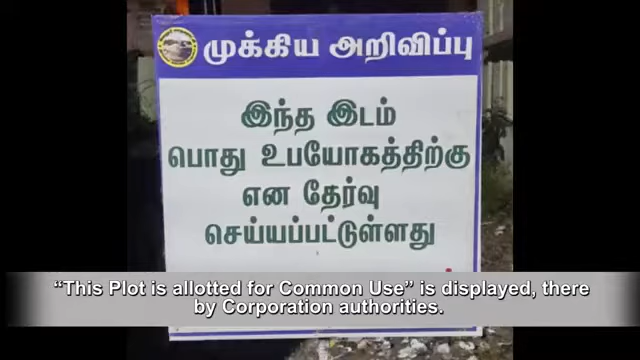 முக்கிய அறிவிப்பு
இந்த இடம்
பொது உபயோகத்திற்கு
என தேர்வு
செய்யப்பட்டுள்ளது
“This Plot is allotted for Common Use” is displayed, there
by Corporation authorities.